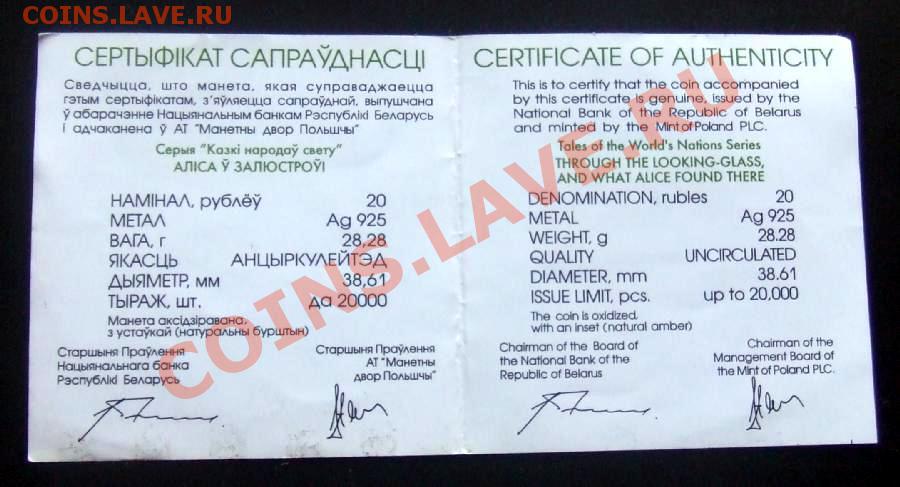 COINS.LAVE.RU
СЕРТЫФІКАТ САПРАЎДНАСЦІ
Сведчыцца, што манета, якая суправаджаецца
гэтым сертыфікатам, з'яўляецца сапраўднай, выпушчана
ў абарачэнне Нацыянальным банкам Рэспублікі Беларусь
і адчаканена ў АТ "Манетны двор Польшчы"
Серыя "Казкі народаў свету"
АЛІСА Ў ЗАЛЮСТРОЎІ
НАМІНАЛ, рублёў 20
МЕТАЛ Ag 925
ВАГА, г 28,28
ЯКАСЦЬ АНЦЫРКУЛЕЙТЭД
ДЫЯМЕТР, мм 38,61
ТЫРАЖ, шт. да 20000
Манета аксідзіравана,
з устаўкай (натуральны бурштын)
Старшыня Праўлення
Нацыянальнага банка
Рэспублікі Беларусь
Старшыня Праўлення
АТ "Манетны
двор Польшчы"
CERTIFICATE OF AUTHENTICITY
This is to certify that the coin accompanied
by this certificate is genuine, issued by the
National Bank of the Republic of Belarus
and minted by the Mint of Poland PLC.
Tales of the World's Nations Series
THROUGH THE LOOKING-GLASS,
AND WHAT ALICE FOUND THERE
DENOMINATION, rubles 20
METAL Ag 925
WEIGHT, g 28.28
QUALITY UNCIRCULATED
DIAMETER, mm 38.61
ISSUE LIMIT, pcs. up to 20,000
The coin is oxidized,
with an inset (natural amber)
Chairman of the Board of
the National Bank of the
Republic of Belarus
Chairman of the
Management Board of
the Mint of Poland PLC.
COINS.LAVE.RU
COINS.LAVE.RU